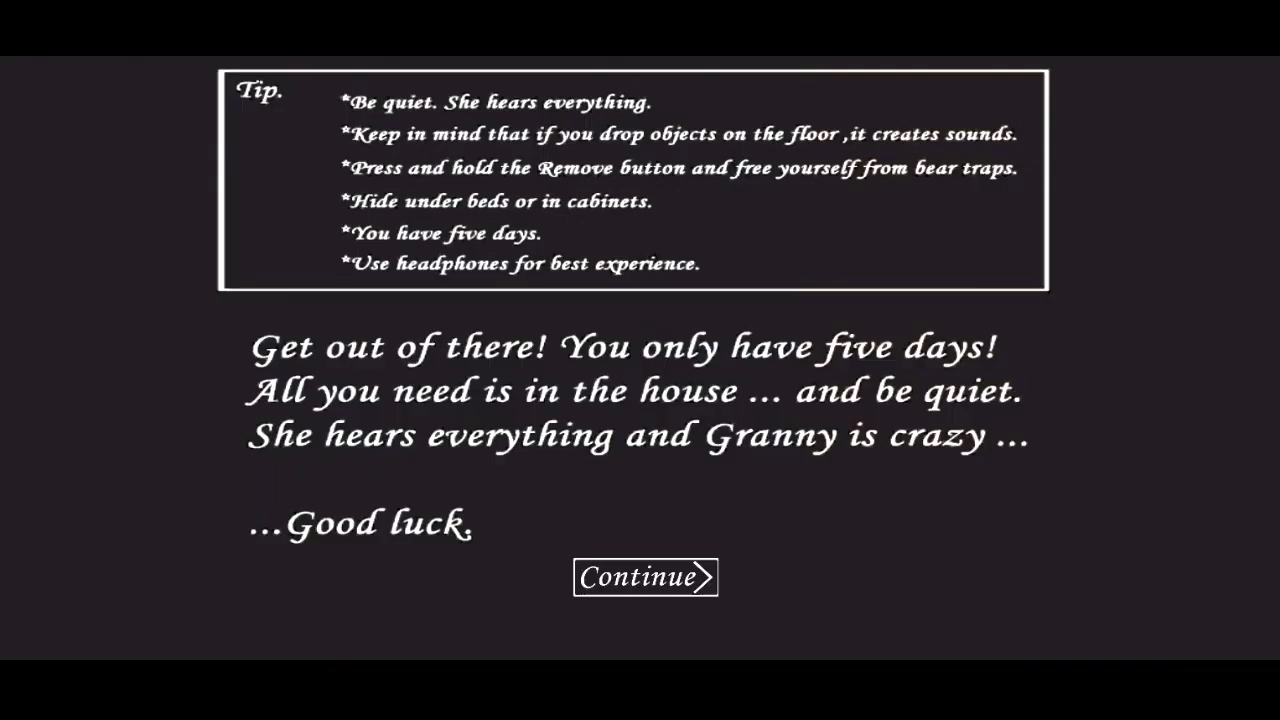 Tip.
*Be quiet. She hears everything.
*Keep in mind that if you drop objects on the floor ,it creates sounds.
*Press and hold the Remove button and free yourself from bear traps.
*Hide under beds or in cabinets.
*You have five days.
*Use headphones for best experience.
Get out of there! You only have five days!
All you need is in the house ... and be quiet.
She hears everything and Granny is crazy ...
...Good luck.
Continue>